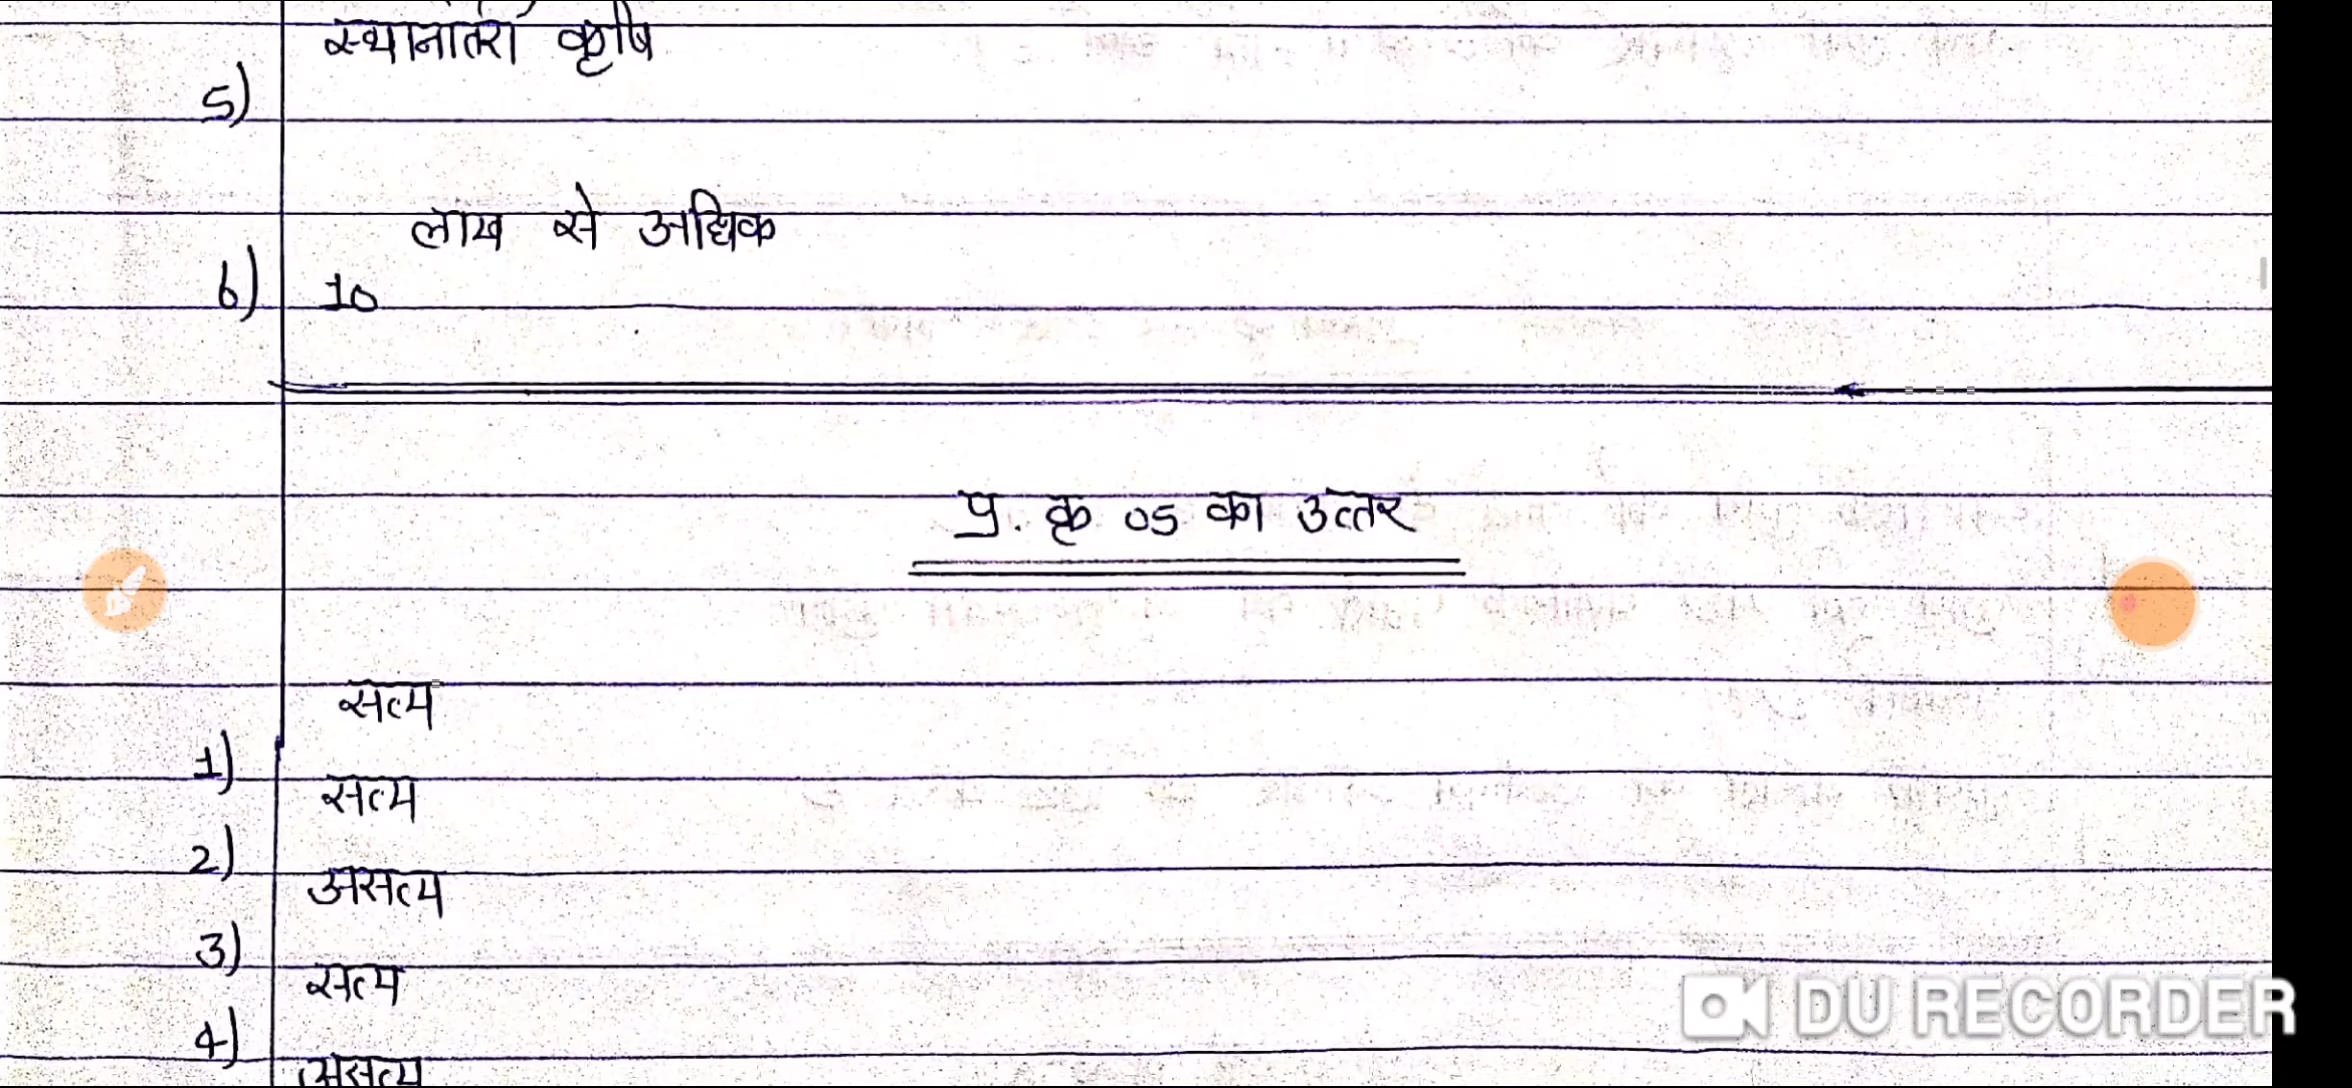 स्थानांतरी कृषि
5)
लाख से अधिक
6) 10
प्र. कृ 05 का उत्तर
सत्य
1)
सत्य
2)
असत्य
3)
सत्य
4)
असत्य
DU RECORDER